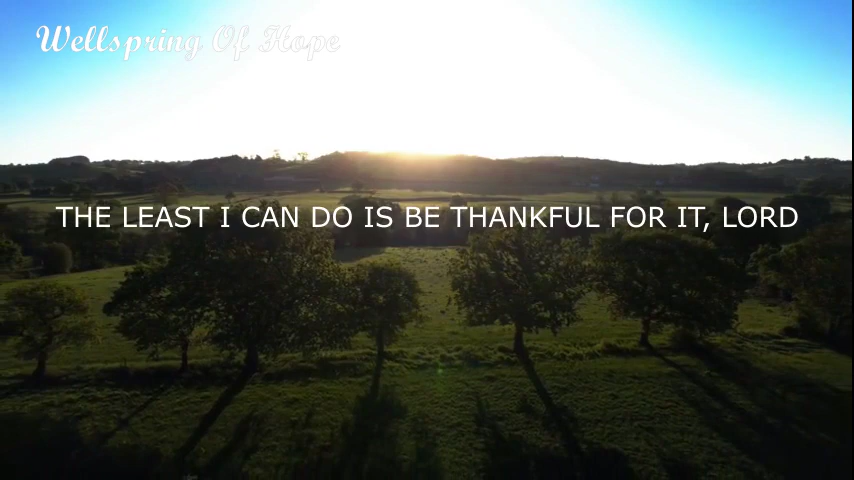 Wellspring Of Hope
THE LEAST I CAN DO IS BE THANKFUL FOR IT, LORD